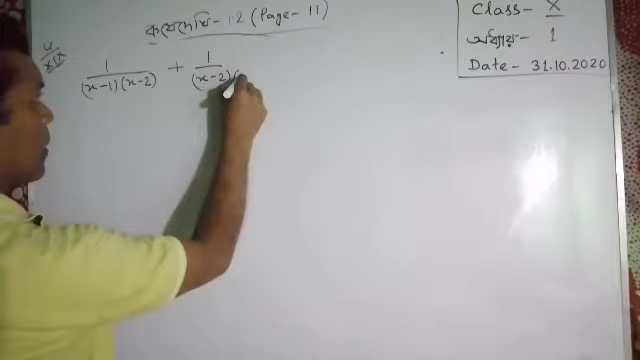 কষে দেখি - 1.2 (Page - 11)
Class - X
অধ্যায় - 1
Date - 31.10.2020
1/(x-1)(x-2) + 1/(x-2)(